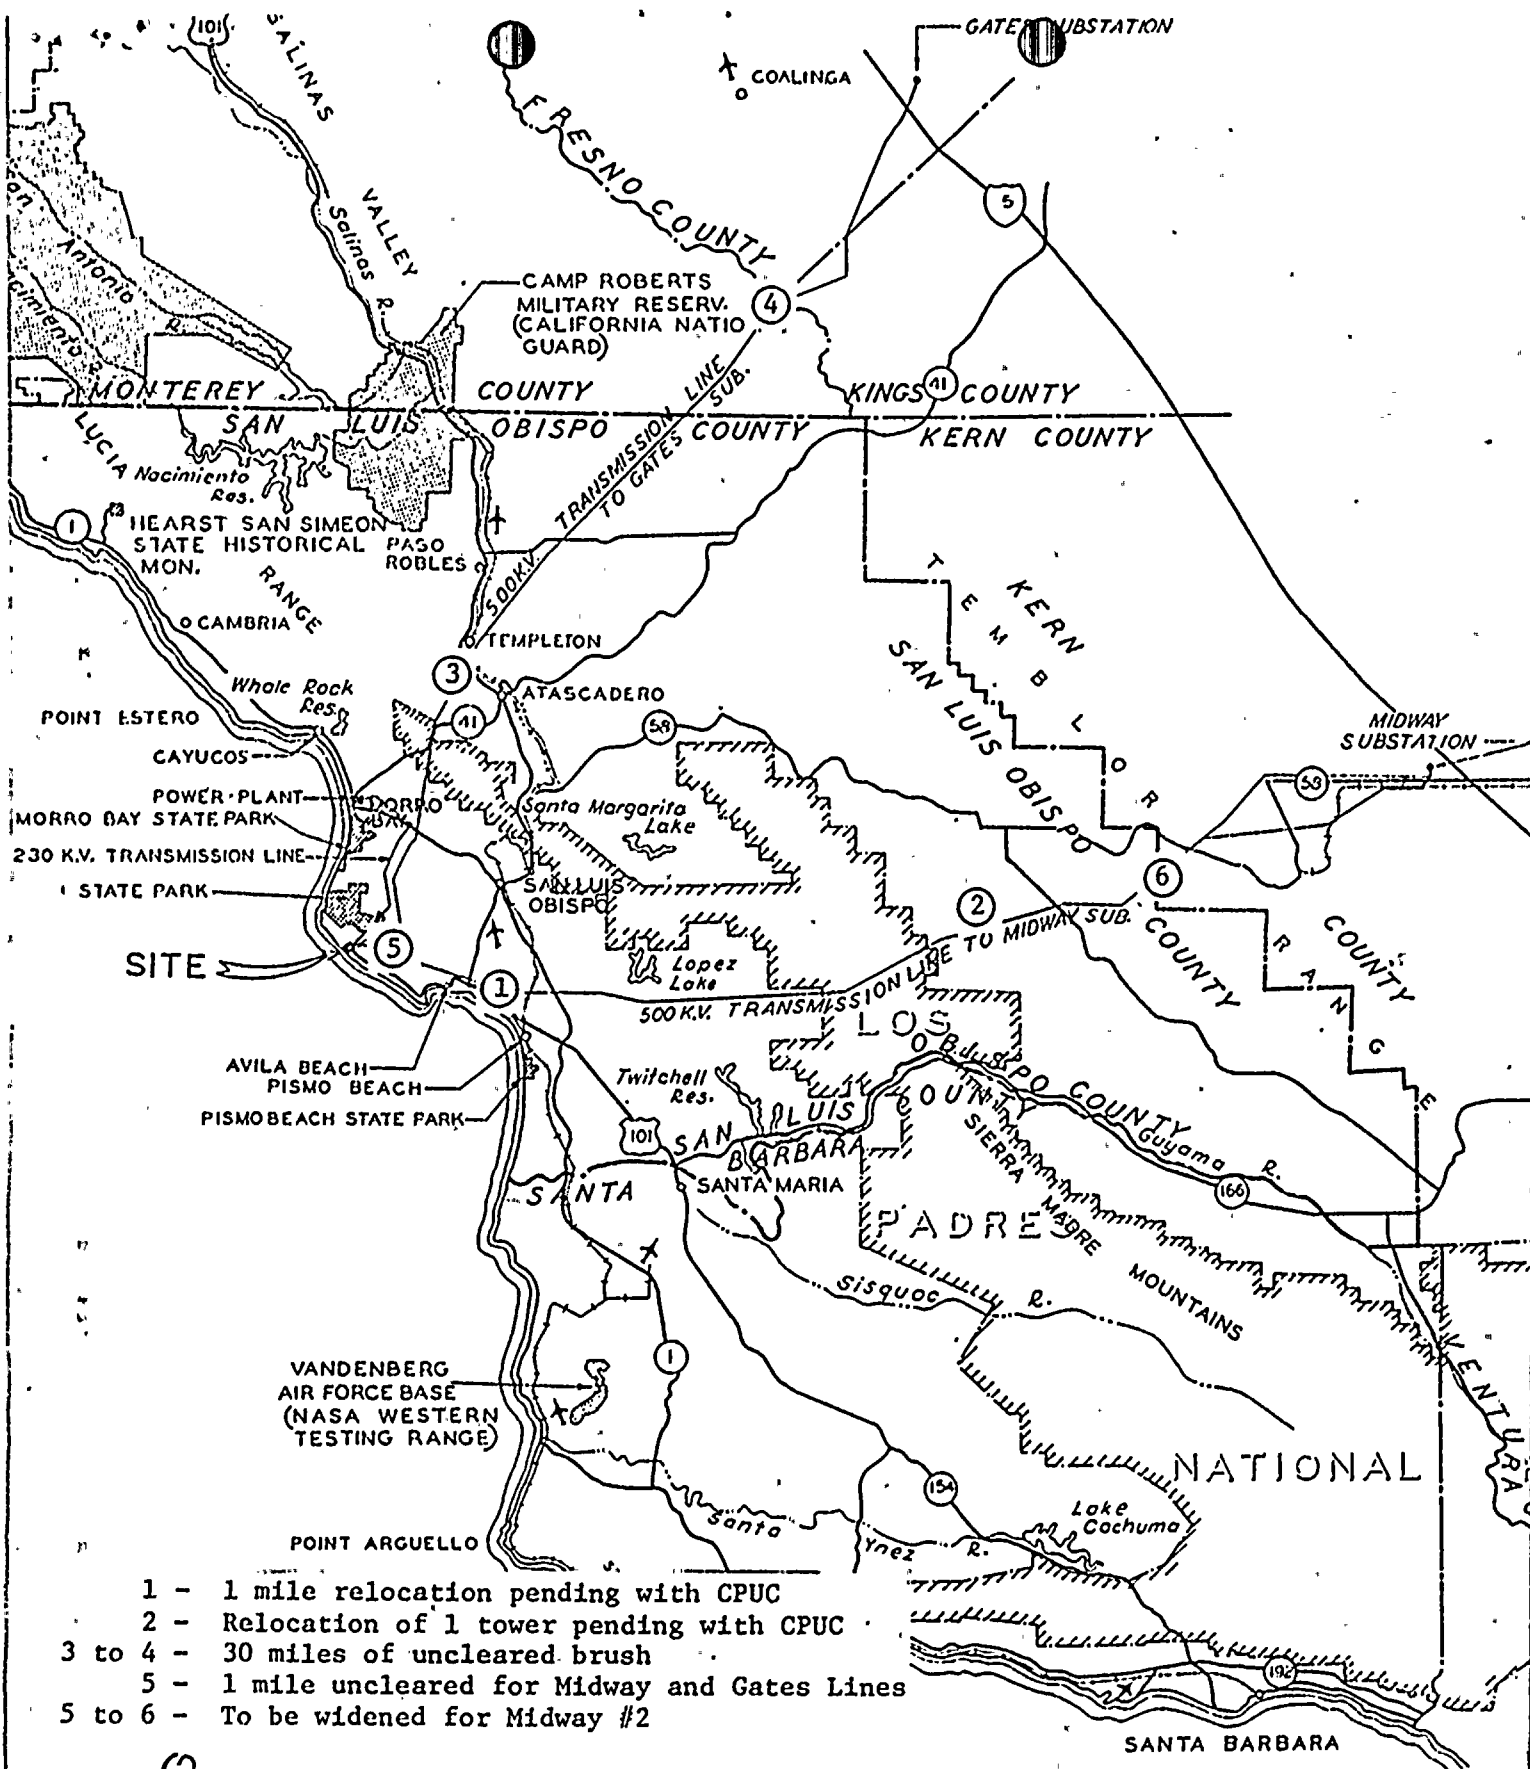 101
SALINAS
VALLEY
Salinas R.
FRESNO COUNTY
COALINGA
GATES SUBSTATION
5
4
CAMP ROBERTS
MILITARY RESERV.
(CALIFORNIA NATIO
GUARD)
Antonio
R.
MONTEREY COUNTY
KINGS COUNTY
41
SAN LUIS OBISPO COUNTY
KERN COUNTY
LUCIA
RANGE
Nacimiento
Res.
500 K.V. TRANSMISSION LINE
TO GATES SUB.
1
HEARST SAN SIMEON
STATE HISTORICAL
MON.
PASO
ROBLES
CAMBRIA
TEMPLETON
3
ATASCADERO
41
58
Whale Rock
Res.
POINT ESTERO
CAYUCOS
POWER PLANT
MORRO BAY STATE PARK
230 K.V. TRANSMISSION LINE
STATE PARK
SITE
5
1
BAY
Santa Margarita
Lake
SAN LUIS
OBISPO
Lopez
Lake
TEMBLOR
RANGE
KERN
COUNTY
SAN LUIS OBISPO
COUNTY
MIDWAY
SUBSTATION
58
6
2
500 K.V. TRANSMISSION LINE TO MIDWAY SUB.
AVILA BEACH
PISMO BEACH
PISMO BEACH STATE PARK
Twitchell
Res.
101
SAN LUIS OBISPO COUNTY
SANTA BARBARA COUNTY
SANTA MARIA
LOS
PADRES
NATIONAL
SIERRA
MADRE
MOUNTAINS
Guyama R.
166
Sisquoc R.
VENTURA
1
VANDENBERG
AIR FORCE BASE
(NASA WESTERN
TESTING RANGE)
154
Lake
Cachuma
Santa Ynez R.
POINT ARGUELLO
192
SANTA BARBARA
1 - 1 mile relocation pending with CPUC
2 - Relocation of 1 tower pending with CPUC
3 to 4 - 30 miles of uncleared brush
5 - 1 mile uncleared for Midway and Gates Lines
5 to 6 - To be widened for Midway #2